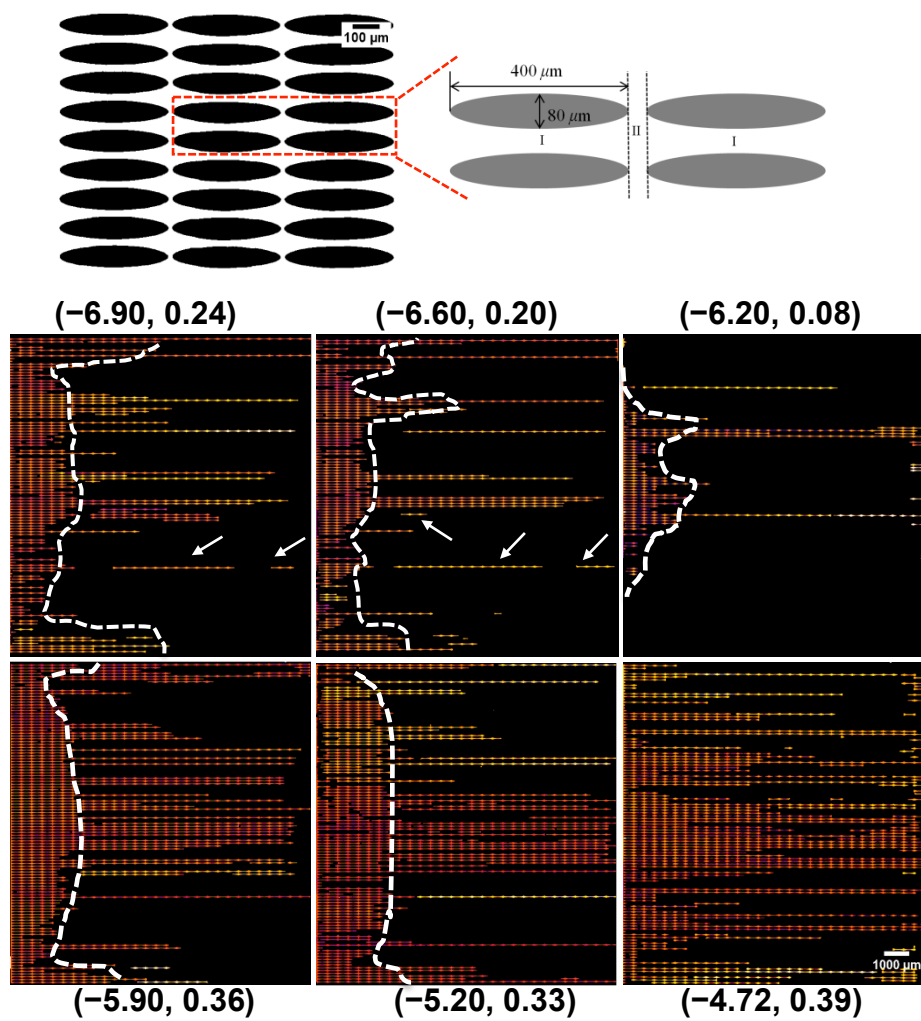 100 µm
400 µm
80 µm
II
I
I
(−6.90, 0.24)
(−6.60, 0.20)
(−6.20, 0.08)
1000 µm
(−5.90, 0.36)
(−5.20, 0.33)
(−4.72, 0.39)